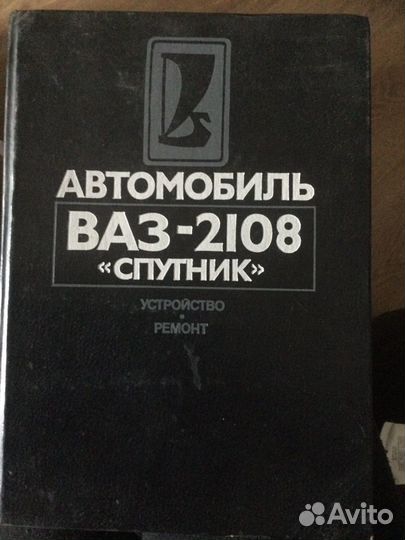 АВТОМОБИЛЬ
ВАЗ-2108
«СПУТНИК»
УСТРОЙСТВО
•
РЕМОНТ
Avito